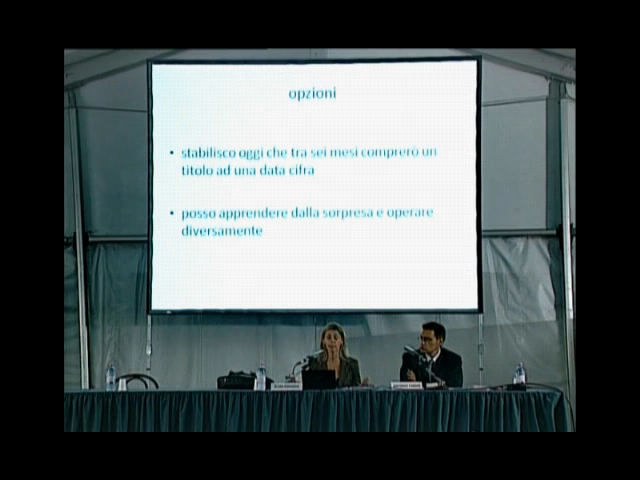 opzioni
• stabilisco oggi che tra sei mesi comprerò un
titolo ad una data cifra
• posso apprendere dalla sorpresa e operare
diversamente